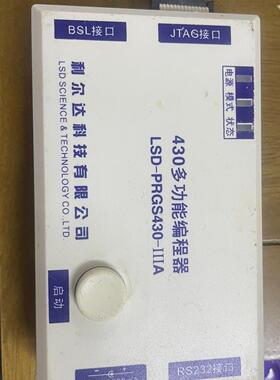 BSL接口
JTAG接口
电源 模式 状态
利尔达科技有限公司
LSD SCIENCE & TECHNOLOGY CO.,LTD
430多功能编程器
LSD-PRGS430-IIIA
启动
RS232接口